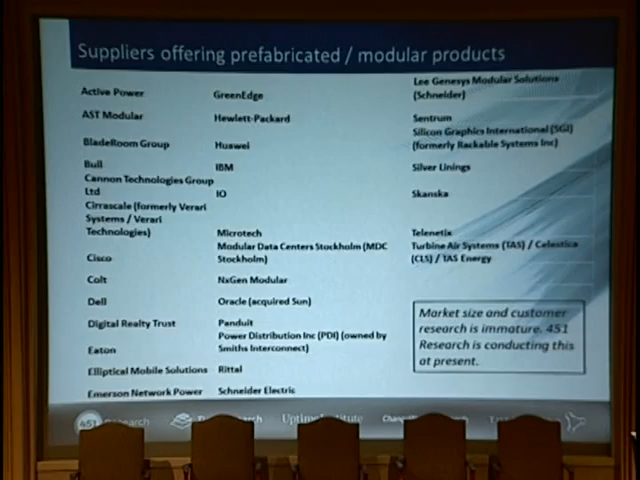 Suppliers offering prefabricated / modular products
Active Power
AST Modular
BladeRoom Group
Bull
Cannon Technologies Group
Ltd
Cirrascale (formerly Verari
Systems / Verari
Technologies)
Cisco
Colt
Dell
Digital Realty Trust
Eaton
Elliptical Mobile Solutions
Emerson Network Power
GreenEdge
Hewlett-Packard
Huawei
IBM
IO
Microtech
Modular Data Centers Stockholm (MDC
Stockholm)
NxGen Modular
Oracle (acquired Sun)
Panduit
Power Distribution Inc (PDI) (owned by
Smiths Interconnect)
Rittal
Schneider Electric
Lee Genesys Modular Solutions
(Schneider)
Sentrum
Silicon Graphics International (SGI)
(formerly Rackable Systems Inc)
Silver Linings
Skanska
Telenetix
Turbine Air Systems (TAS) / Celestica
(CLS) / TAS Energy
Market size and customer
research is immature. 451
Research is conducting this
at present.
451 Research